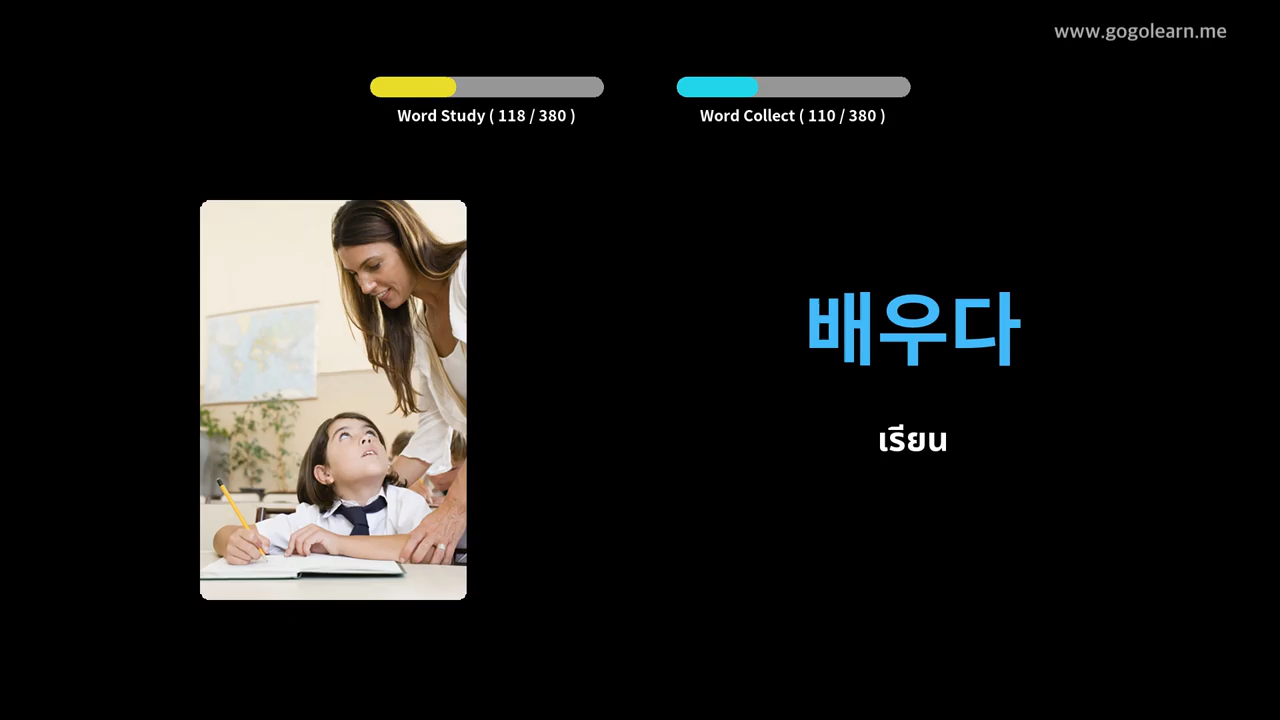 www.gogolearn.me
Word Study ( 118 / 380 )
Word Collect ( 110 / 380 )
배우다
เรียน